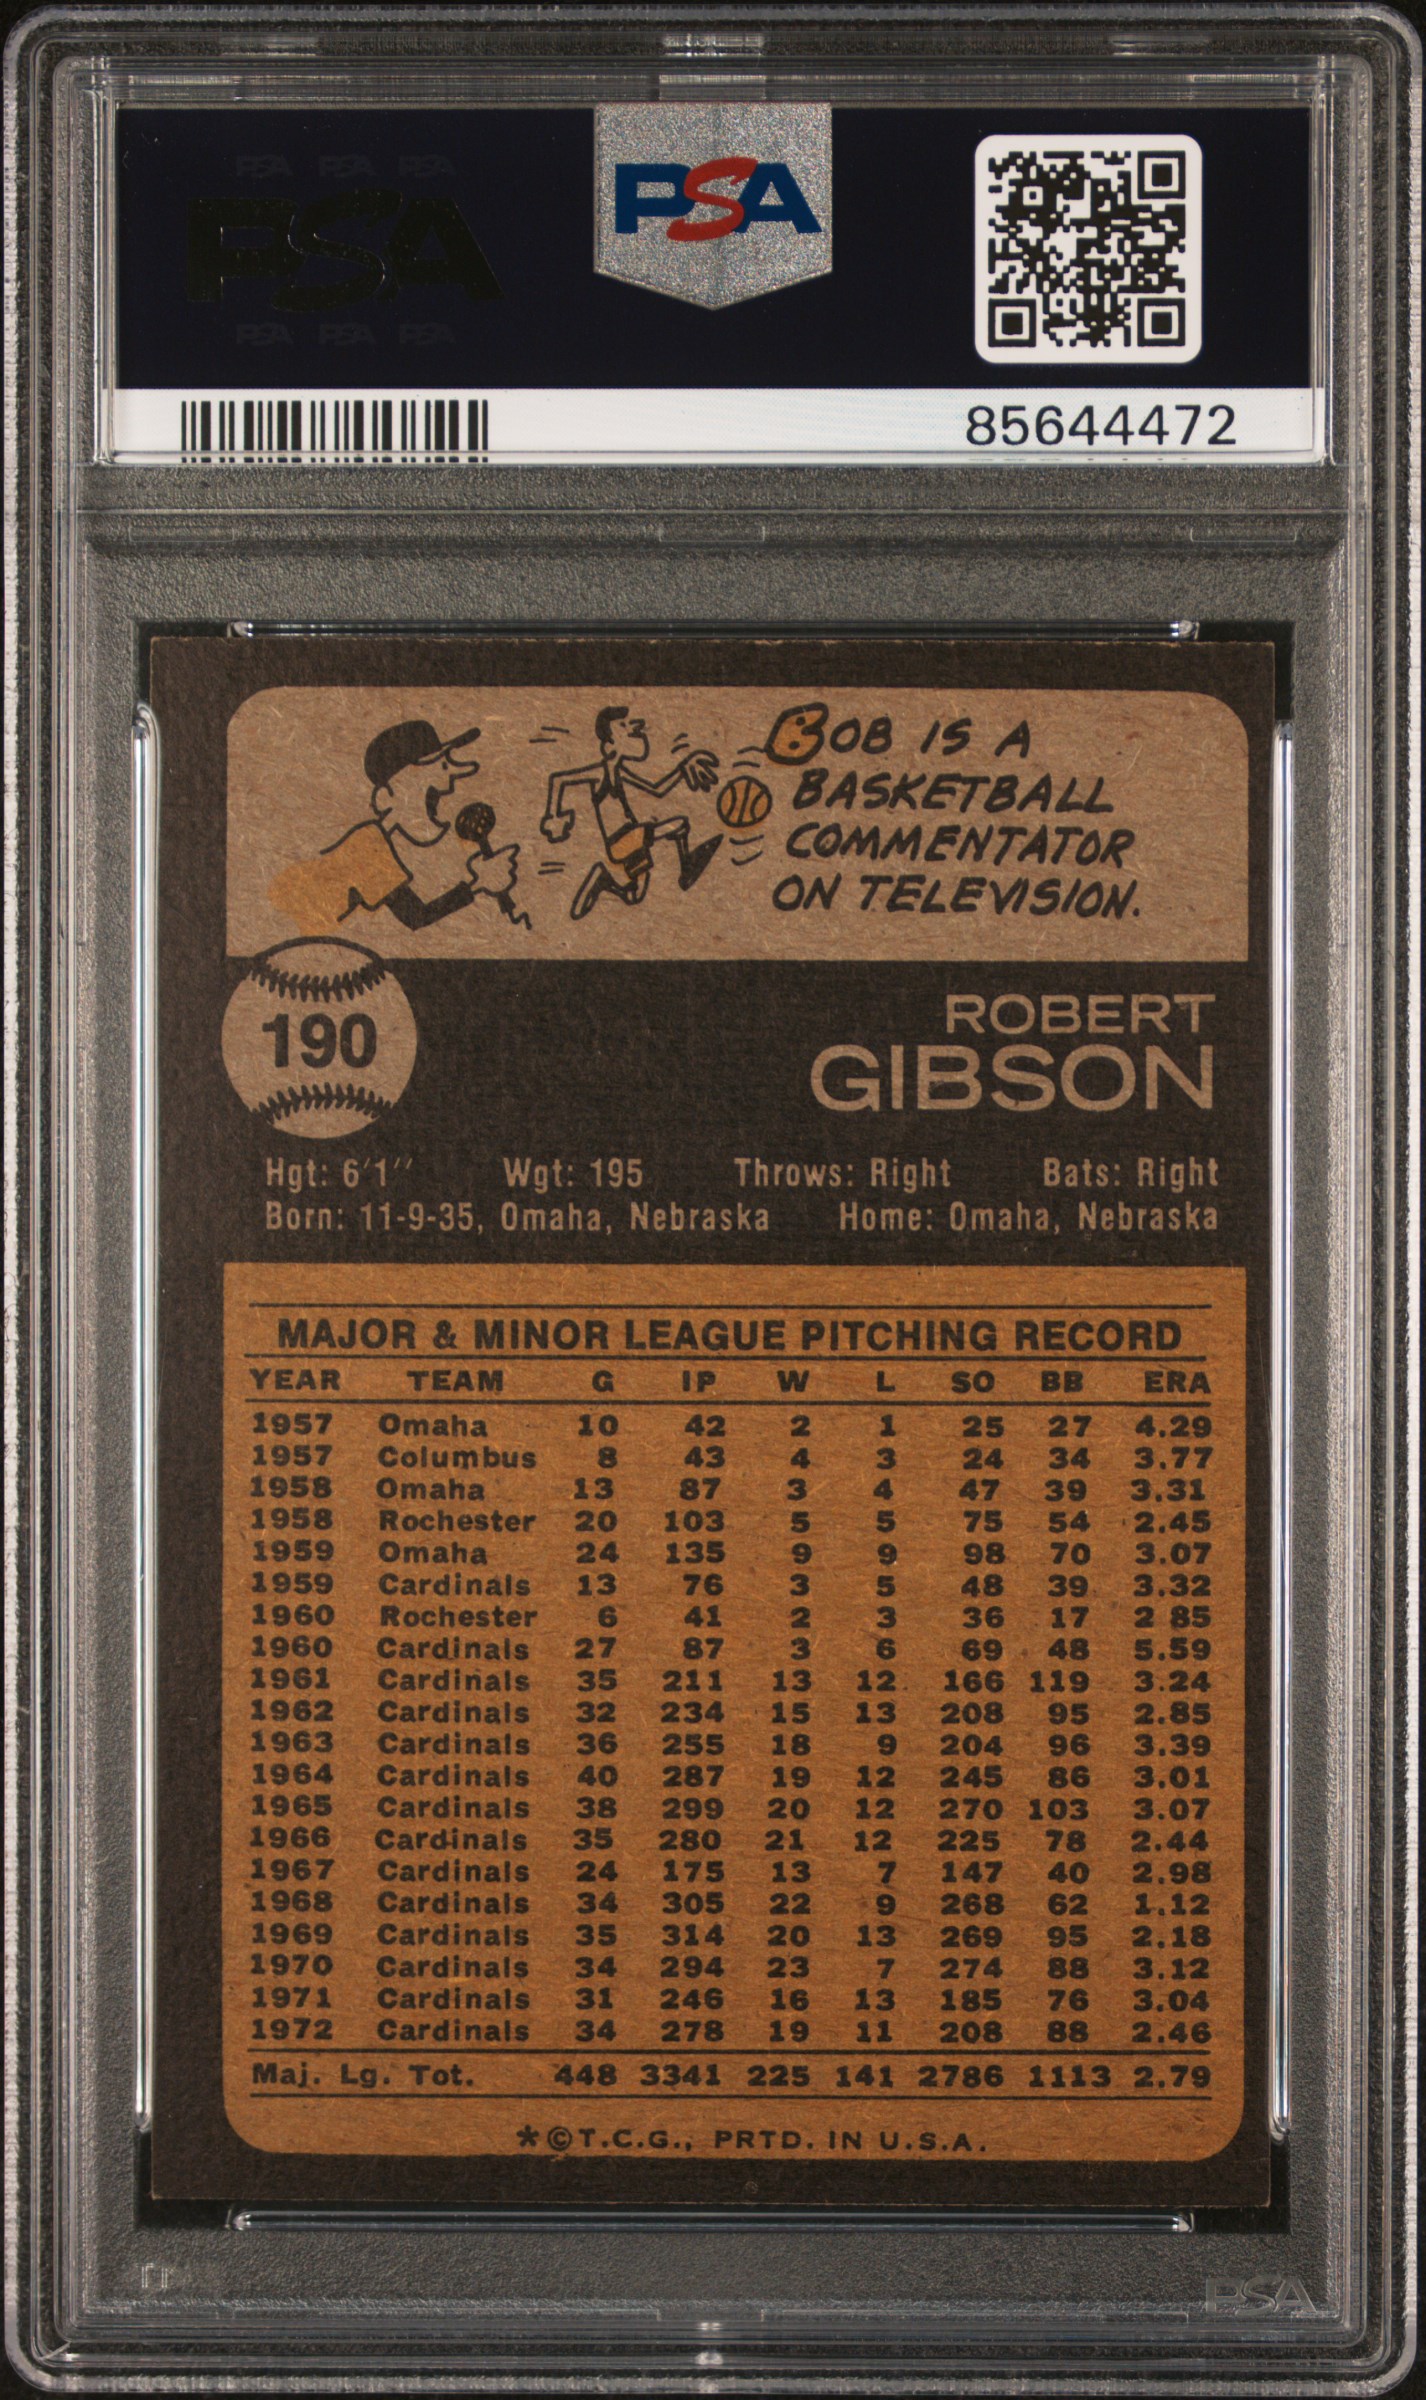 PSA PSA PSA
PSA
PSA PSA PSA
PSA
85644472
BOB IS A
BASKETBALL
COMMENTATOR
ON TELEVISION.
190
ROBERT
GIBSON
Hgt: 6'1" Wgt: 195 Throws: Right Bats: Right
Born: 11-9-35, Omaha, Nebraska Home: Omaha, Nebraska
MAJOR & MINOR LEAGUE PITCHING RECORD
YEAR TEAM G IP W L SO BB ERA
1957 Omaha 10 42 2 1 25 27 4.29
1957 Columbus 8 43 4 3 24 34 3.77
1958 Omaha 13 87 3 4 47 39 3.31
1958 Rochester 20 103 5 5 75 54 2.45
1959 Omaha 24 135 9 9 98 70 3.07
1959 Cardinals 13 76 3 5 48 39 3.32
1960 Rochester 6 41 2 3 36 17 2 85
1960 Cardinals 27 87 3 6 69 48 5.59
1961 Cardinals 35 211 13 12 166 119 3.24
1962 Cardinals 32 234 15 13 208 95 2.85
1963 Cardinals 36 255 18 9 204 96 3.39
1964 Cardinals 40 287 19 12 245 86 3.01
1965 Cardinals 38 299 20 12 270 103 3.07
1966 Cardinals 35 280 21 12 225 78 2.44
1967 Cardinals 24 175 13 7 147 40 2.98
1968 Cardinals 34 305 22 9 268 62 1.12
1969 Cardinals 35 314 20 13 269 95 2.18
1970 Cardinals 34 294 23 7 274 88 3.12
1971 Cardinals 31 246 16 13 185 76 3.04
1972 Cardinals 34 278 19 11 208 88 2.46
Maj. Lg. Tot. 448 3341 225 141 2786 1113 2.79
*©T.C.G., PRTD. IN U.S.A.
PSA